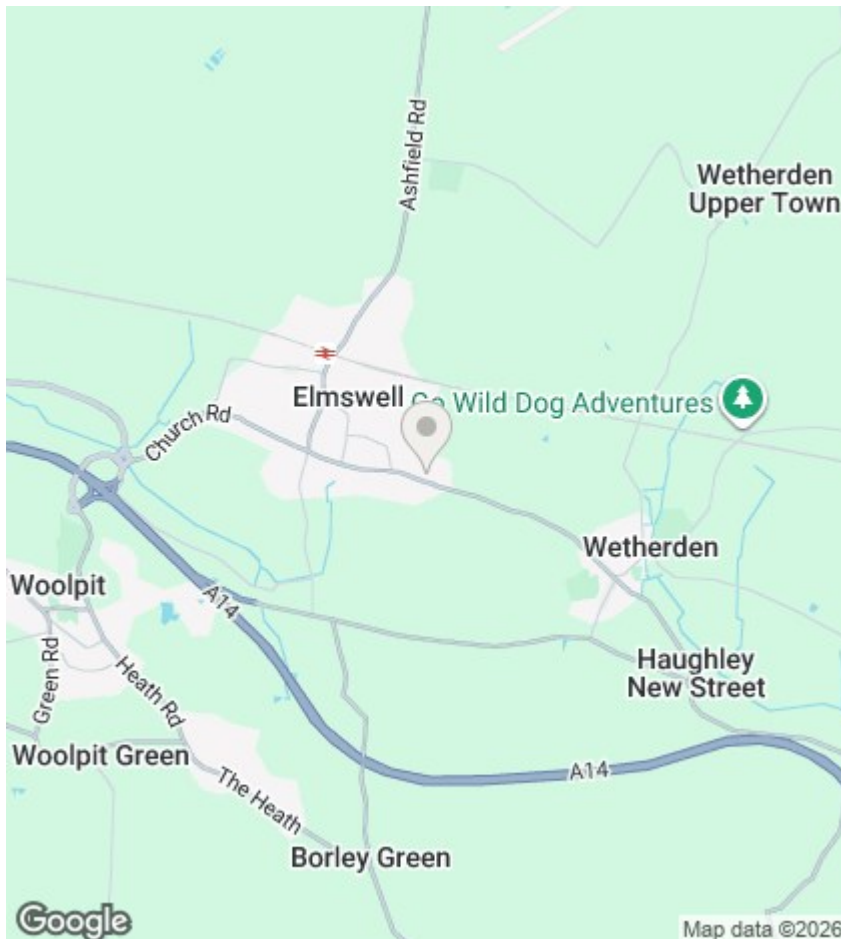 Ashfield Rd
Wetherden
Upper Town
Elmswell
Go Wild Dog Adventures
Church Rd
Wetherden
Woolpit
A14
Haughley
New Street
Green Rd
Heath Rd
Woolpit Green
The Heath
A14
Borley Green
Google
Map data ©2026